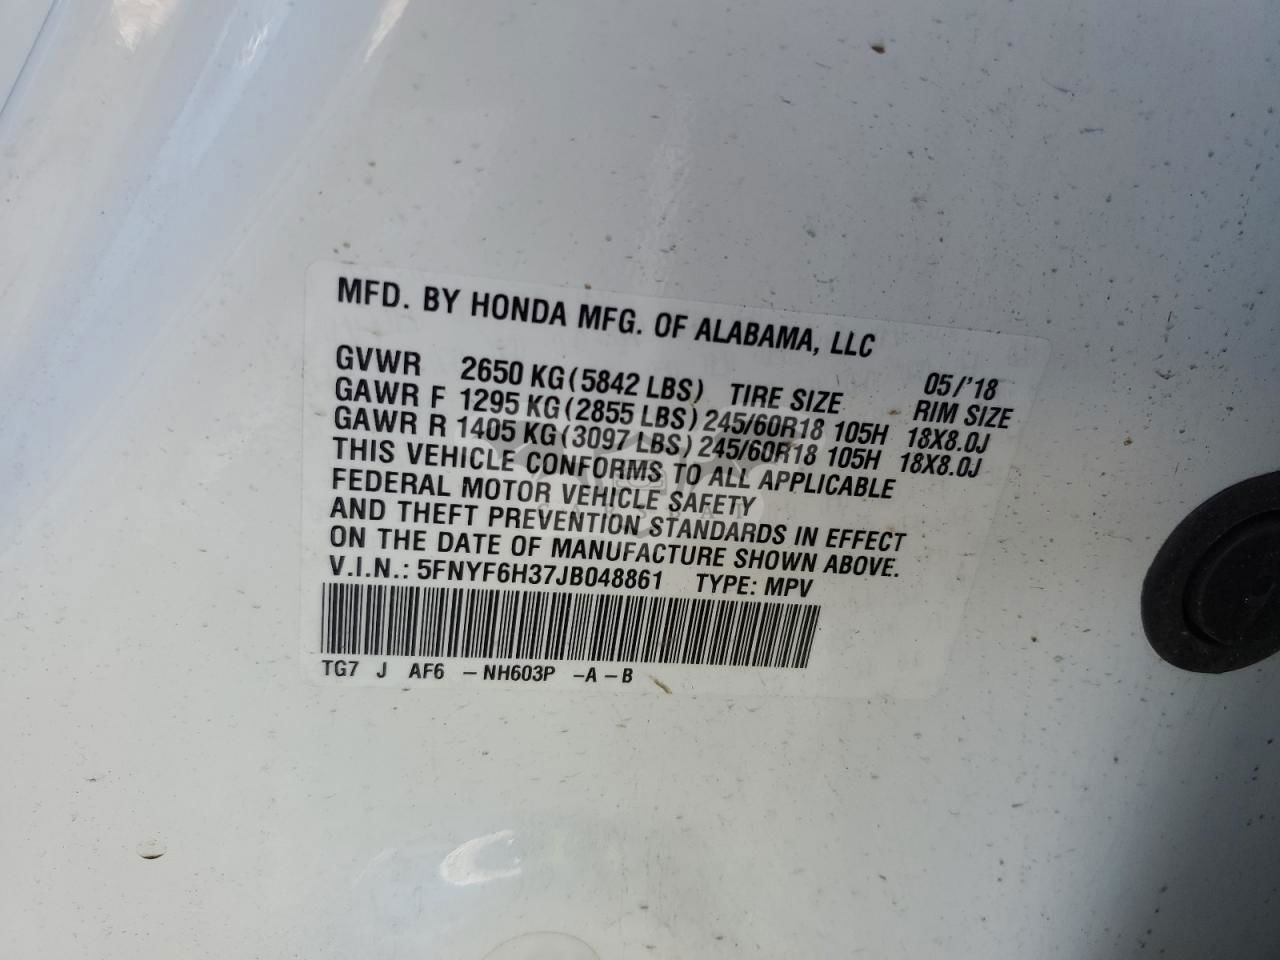 MFD. BY HONDA MFG. OF ALABAMA, LLC
05/'18
GVWR 2650 KG (5842 LBS) TIRE SIZE RIM SIZE
GAWR F 1295 KG (2855 LBS) 245/60R18 105H 18X8.0J
GAWR R 1405 KG (3097 LBS) 245/60R18 105H 18X8.0J
THIS VEHICLE CONFORMS TO ALL APPLICABLE
FEDERAL MOTOR VEHICLE SAFETY
AND THEFT PREVENTION STANDARDS IN EFFECT
ON THE DATE OF MANUFACTURE SHOWN ABOVE.
V.I.N.: 5FNYF6H37JB048861 TYPE: MPV
TG7 J AF6 – NH603P – A – B